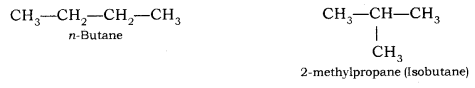 CH₃—CH₂—CH₂—CH₃
n-Butane
CH₃—CH—CH₃
|
CH₃
2-methylpropane (Isobutane)